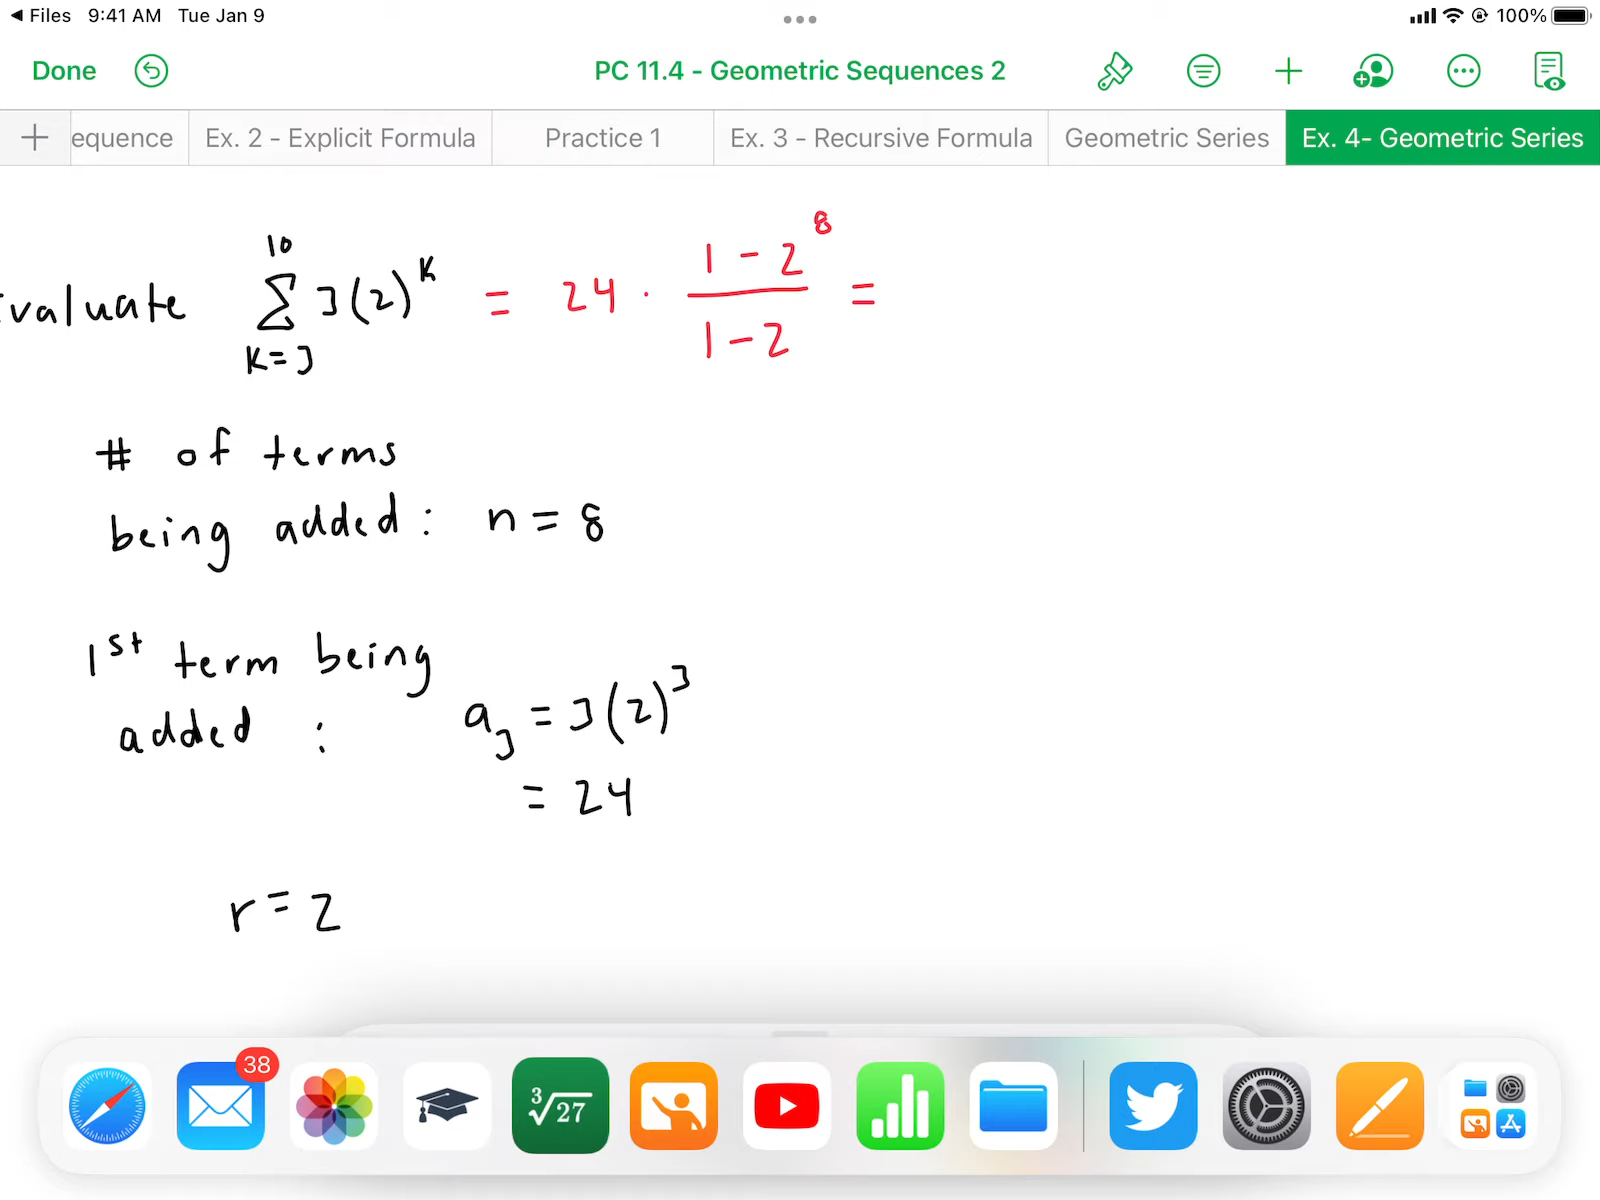 Files 9:41 AM Tue Jan 9 100%
Done PC 11.4 - Geometric Sequences 2
equence Ex. 2 - Explicit Formula Practice 1 Ex. 3 - Recursive Formula Geometric Series Ex. 4- Geometric Series
10
valuate Σ 3(2)^k = 24 · (1-2^8)/(1-2) =
k=3
# of terms
being added: n = 8
1st term being
added : a₃ = 3(2)^3
= 24
r = 2
38
³√27